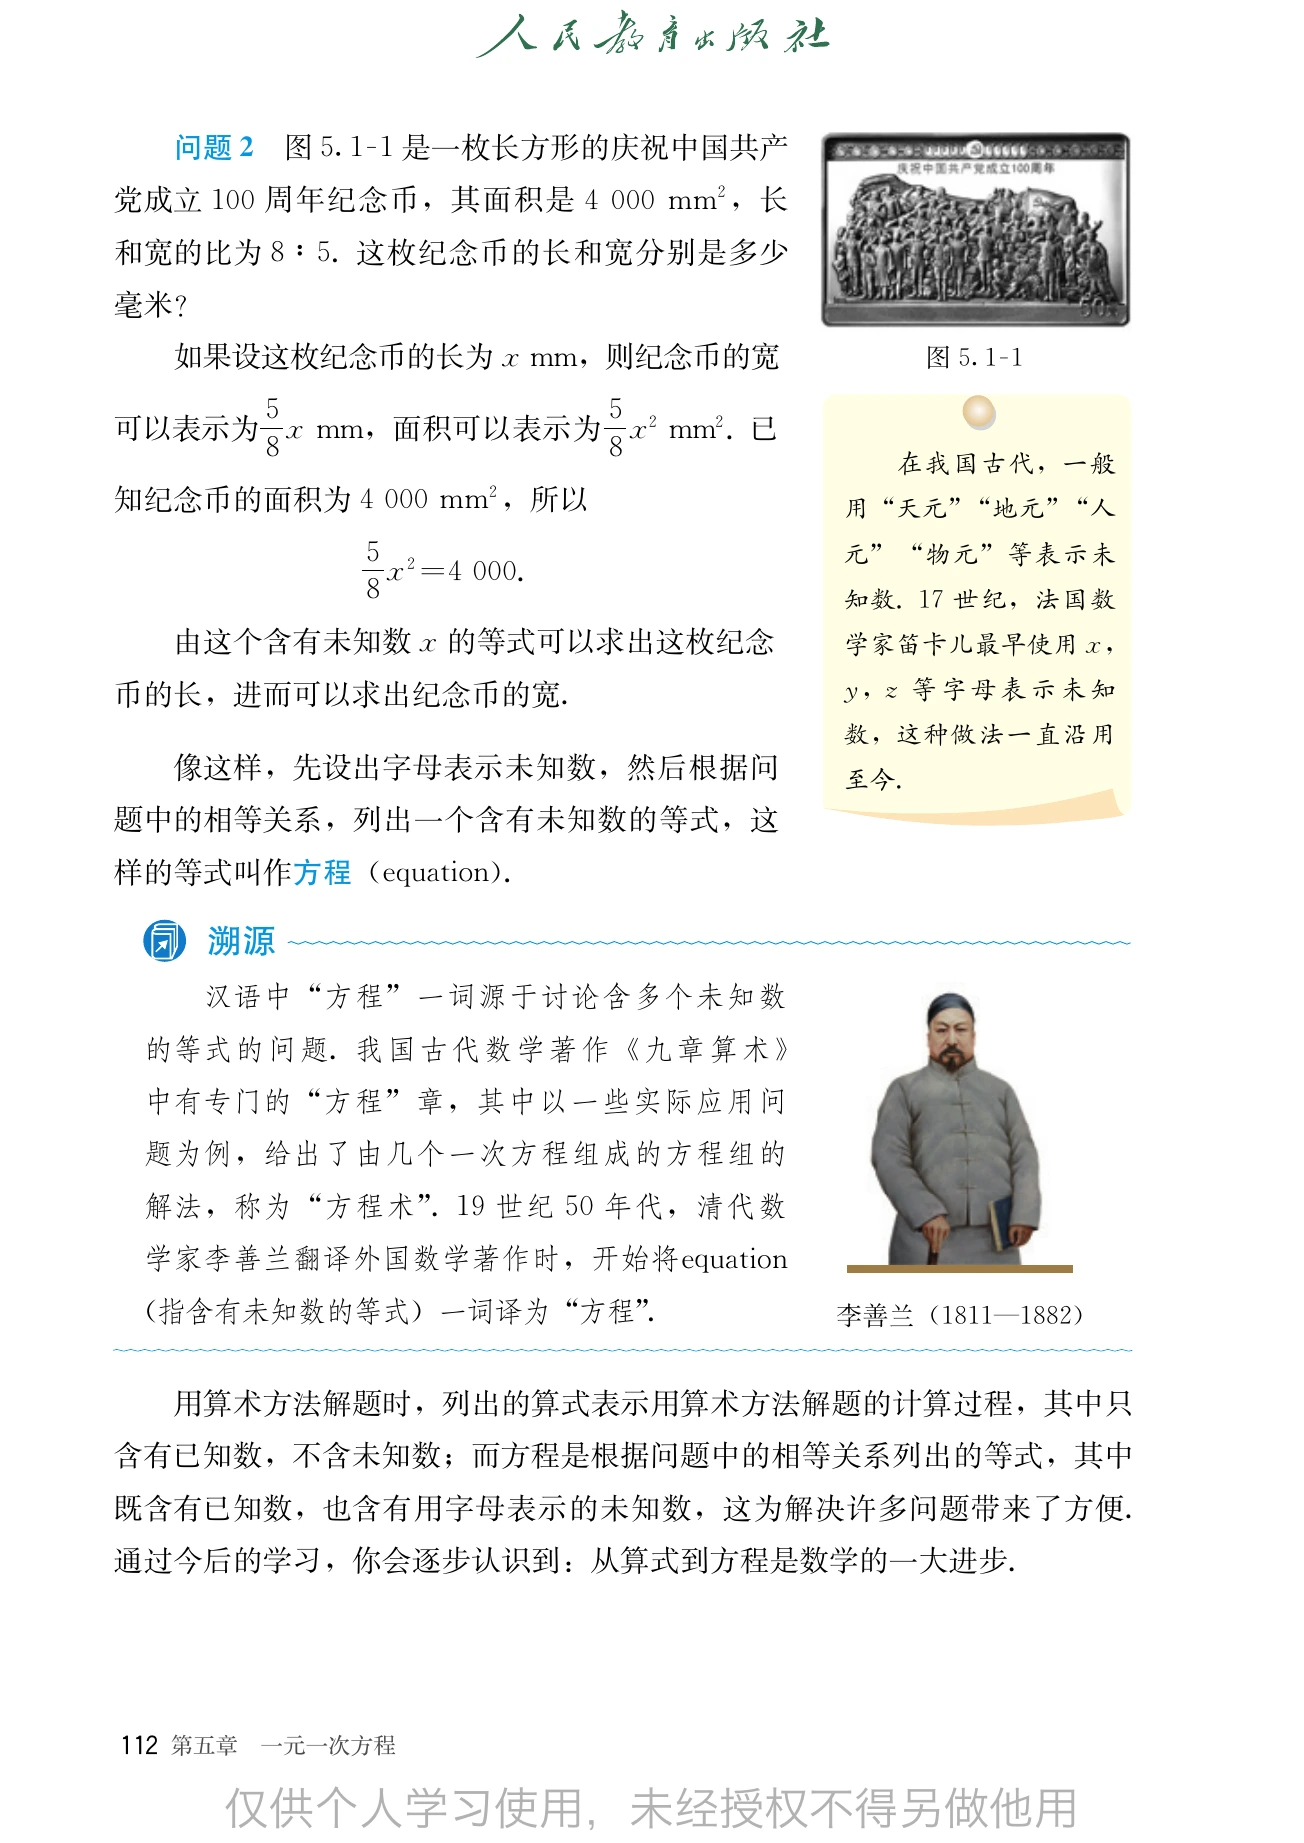 人民教育出版社
问题2 图5.1-1是一枚长方形的庆祝中国共产
党成立100周年纪念币，其面积是4 000 mm²，长
和宽的比为8∶5. 这枚纪念币的长和宽分别是多少
毫米？
庆祝中国共产党成立100周年
50元
图5.1-1
如果设这枚纪念币的长为x mm，则纪念币的宽
可以表示为5/8x mm，面积可以表示为5/8x² mm². 已
知纪念币的面积为4 000 mm²，所以
5/8x²=4 000.
由这个含有未知数x的等式可以求出这枚纪念
币的长，进而可以求出纪念币的宽.
像这样，先设出字母表示未知数，然后根据问
题中的相等关系，列出一个含有未知数的等式，这
样的等式叫作方程（equation）.
在我国古代，一般
用“天元”“地元”“人
元”“物元”等表示未
知数. 17世纪，法国数
学家笛卡儿最早使用x，
y，z等字母表示未知
数，这种做法一直沿用
至今.
溯源
汉语中“方程”一词源于讨论含多个未知数
的等式的问题. 我国古代数学著作《九章算术》
中有专门的“方程”章，其中以一些实际应用问
题为例，给出了由几个一次方程组成的方程组的
解法，称为“方程术”. 19世纪50年代，清代数
学家李善兰翻译外国数学著作时，开始将equation
（指含有未知数的等式）一词译为“方程”.
李善兰（1811—1882）
用算术方法解题时，列出的算式表示用算术方法解题的计算过程，其中只
含有已知数，不含未知数；而方程是根据问题中的相等关系列出的等式，其中
既含有已知数，也含有用字母表示的未知数，这为解决许多问题带来了方便.
通过今后的学习，你会逐步认识到：从算式到方程是数学的一大进步.
112 第五章 一元一次方程
仅供个人学习使用，未经授权不得另做他用